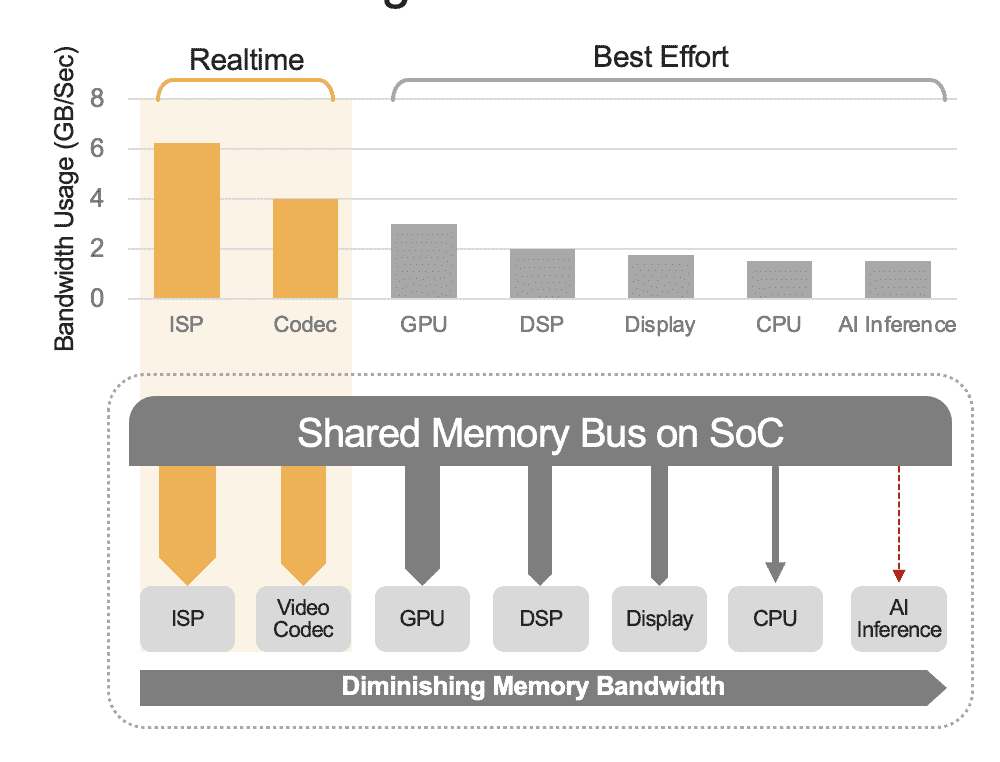 Realtime
Best Effort
Bandwidth Usage (GB/Sec)
8
6
4
2
0
ISP
Codec
GPU
DSP
Display
CPU
AI Inference
Shared Memory Bus on SoC
ISP
Video
Codec
GPU
DSP
Display
CPU
AI
Inference
Diminishing Memory Bandwidth